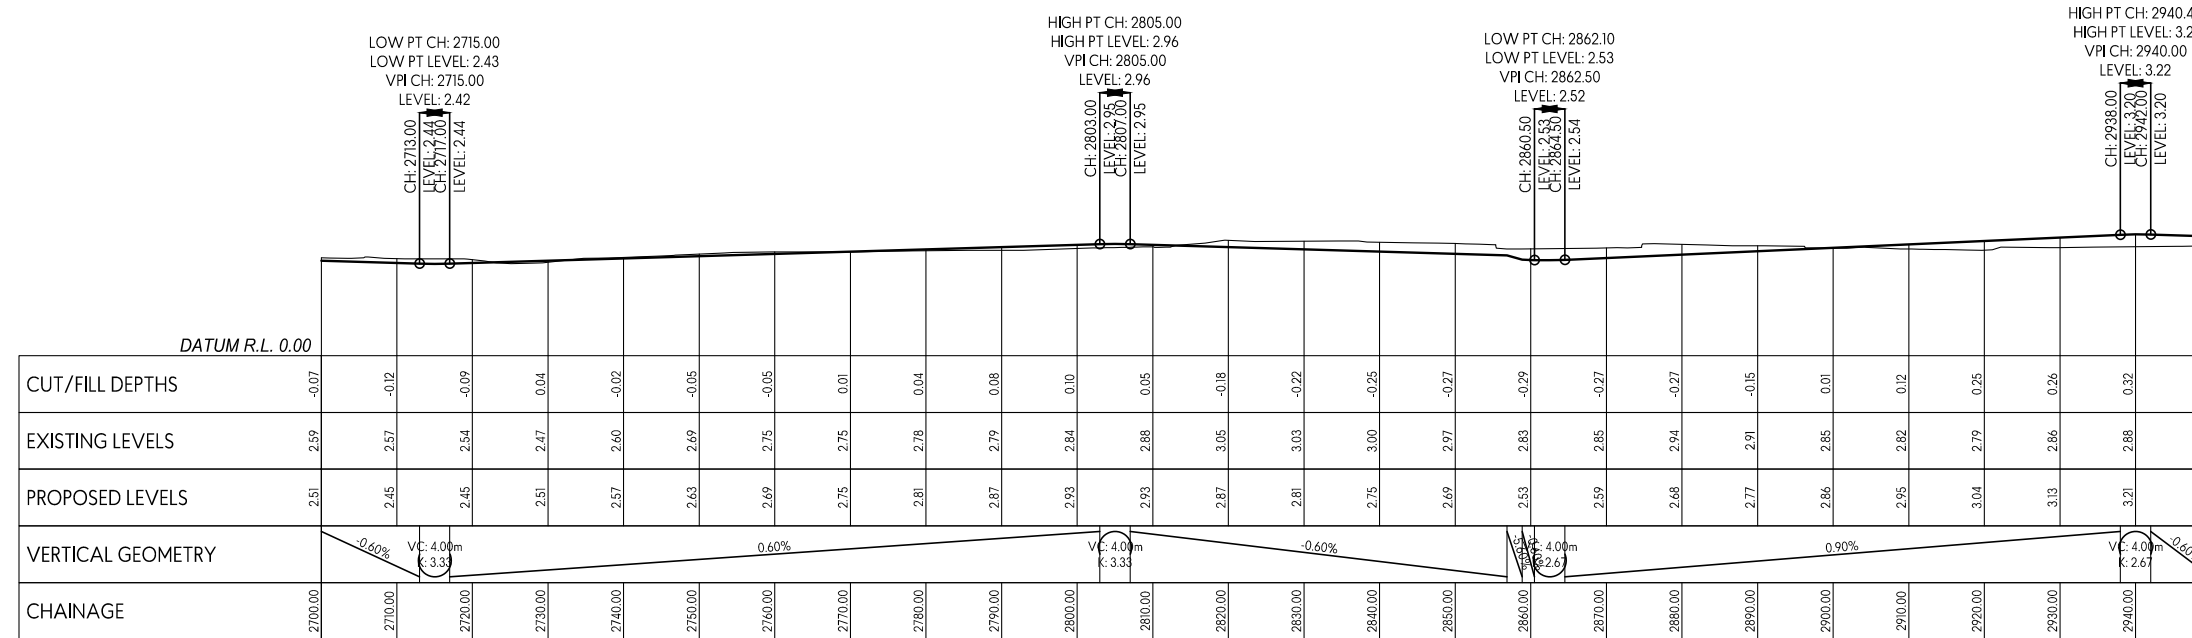 LOW PT CH: 2715.00
LOW PT LEVEL: 2.43
VPI CH: 2715.00
LEVEL: 2.42
CH: 2713.00
LEVEL: 2.44
CH: 2717.00
LEVEL: 2.44
HIGH PT CH: 2805.00
HIGH PT LEVEL: 2.96
VPI CH: 2805.00
LEVEL: 2.96
CH: 2803.00
LEVEL: 2.95
CH: 2807.00
LEVEL: 2.95
LOW PT CH: 2862.10
LOW PT LEVEL: 2.53
VPI CH: 2862.50
LEVEL: 2.52
CH: 2860.50
LEVEL: 2.53
CH: 2864.50
LEVEL: 2.54
HIGH PT CH: 2940.4
HIGH PT LEVEL: 3.2
VPI CH: 2940.00
LEVEL: 3.22
CH: 2938.00
LEVEL: 3.20
CH: 2942.00
LEVEL: 3.20
DATUM R.L. 0.00
CUT/FILL DEPTHS -0.07 -0.12 -0.09 0.04 -0.02 -0.05 -0.05 0.01 0.04 0.08 0.10 0.05 -0.18 -0.22 -0.25 -0.27 -0.29 -0.27 -0.27 -0.15 0.01 0.12 0.25 0.26 0.32
EXISTING LEVELS 2.59 2.57 2.54 2.47 2.60 2.69 2.75 2.75 2.78 2.79 2.84 2.88 3.05 3.03 3.00 2.97 2.83 2.85 2.94 2.91 2.85 2.82 2.79 2.86 2.88
PROPOSED LEVELS 2.51 2.45 2.45 2.51 2.57 2.63 2.69 2.75 2.81 2.87 2.93 2.93 2.87 2.81 2.75 2.69 2.53 2.59 2.68 2.77 2.86 2.95 3.04 3.13 3.21
VERTICAL GEOMETRY -0.60% VC: 4.00m 0.60% VC: 4.00m -0.60% -5.60% 4.00m 0.90% VC: 4.00m -0.60
K: 3.33 K: 3.33 2.67 K: 2.67
CHAINAGE 2700.00 2710.00 2720.00 2730.00 2740.00 2750.00 2760.00 2770.00 2780.00 2790.00 2800.00 2810.00 2820.00 2830.00 2840.00 2850.00 2860.00 2870.00 2880.00 2890.00 2900.00 2910.00 2920.00 2930.00 2940.00